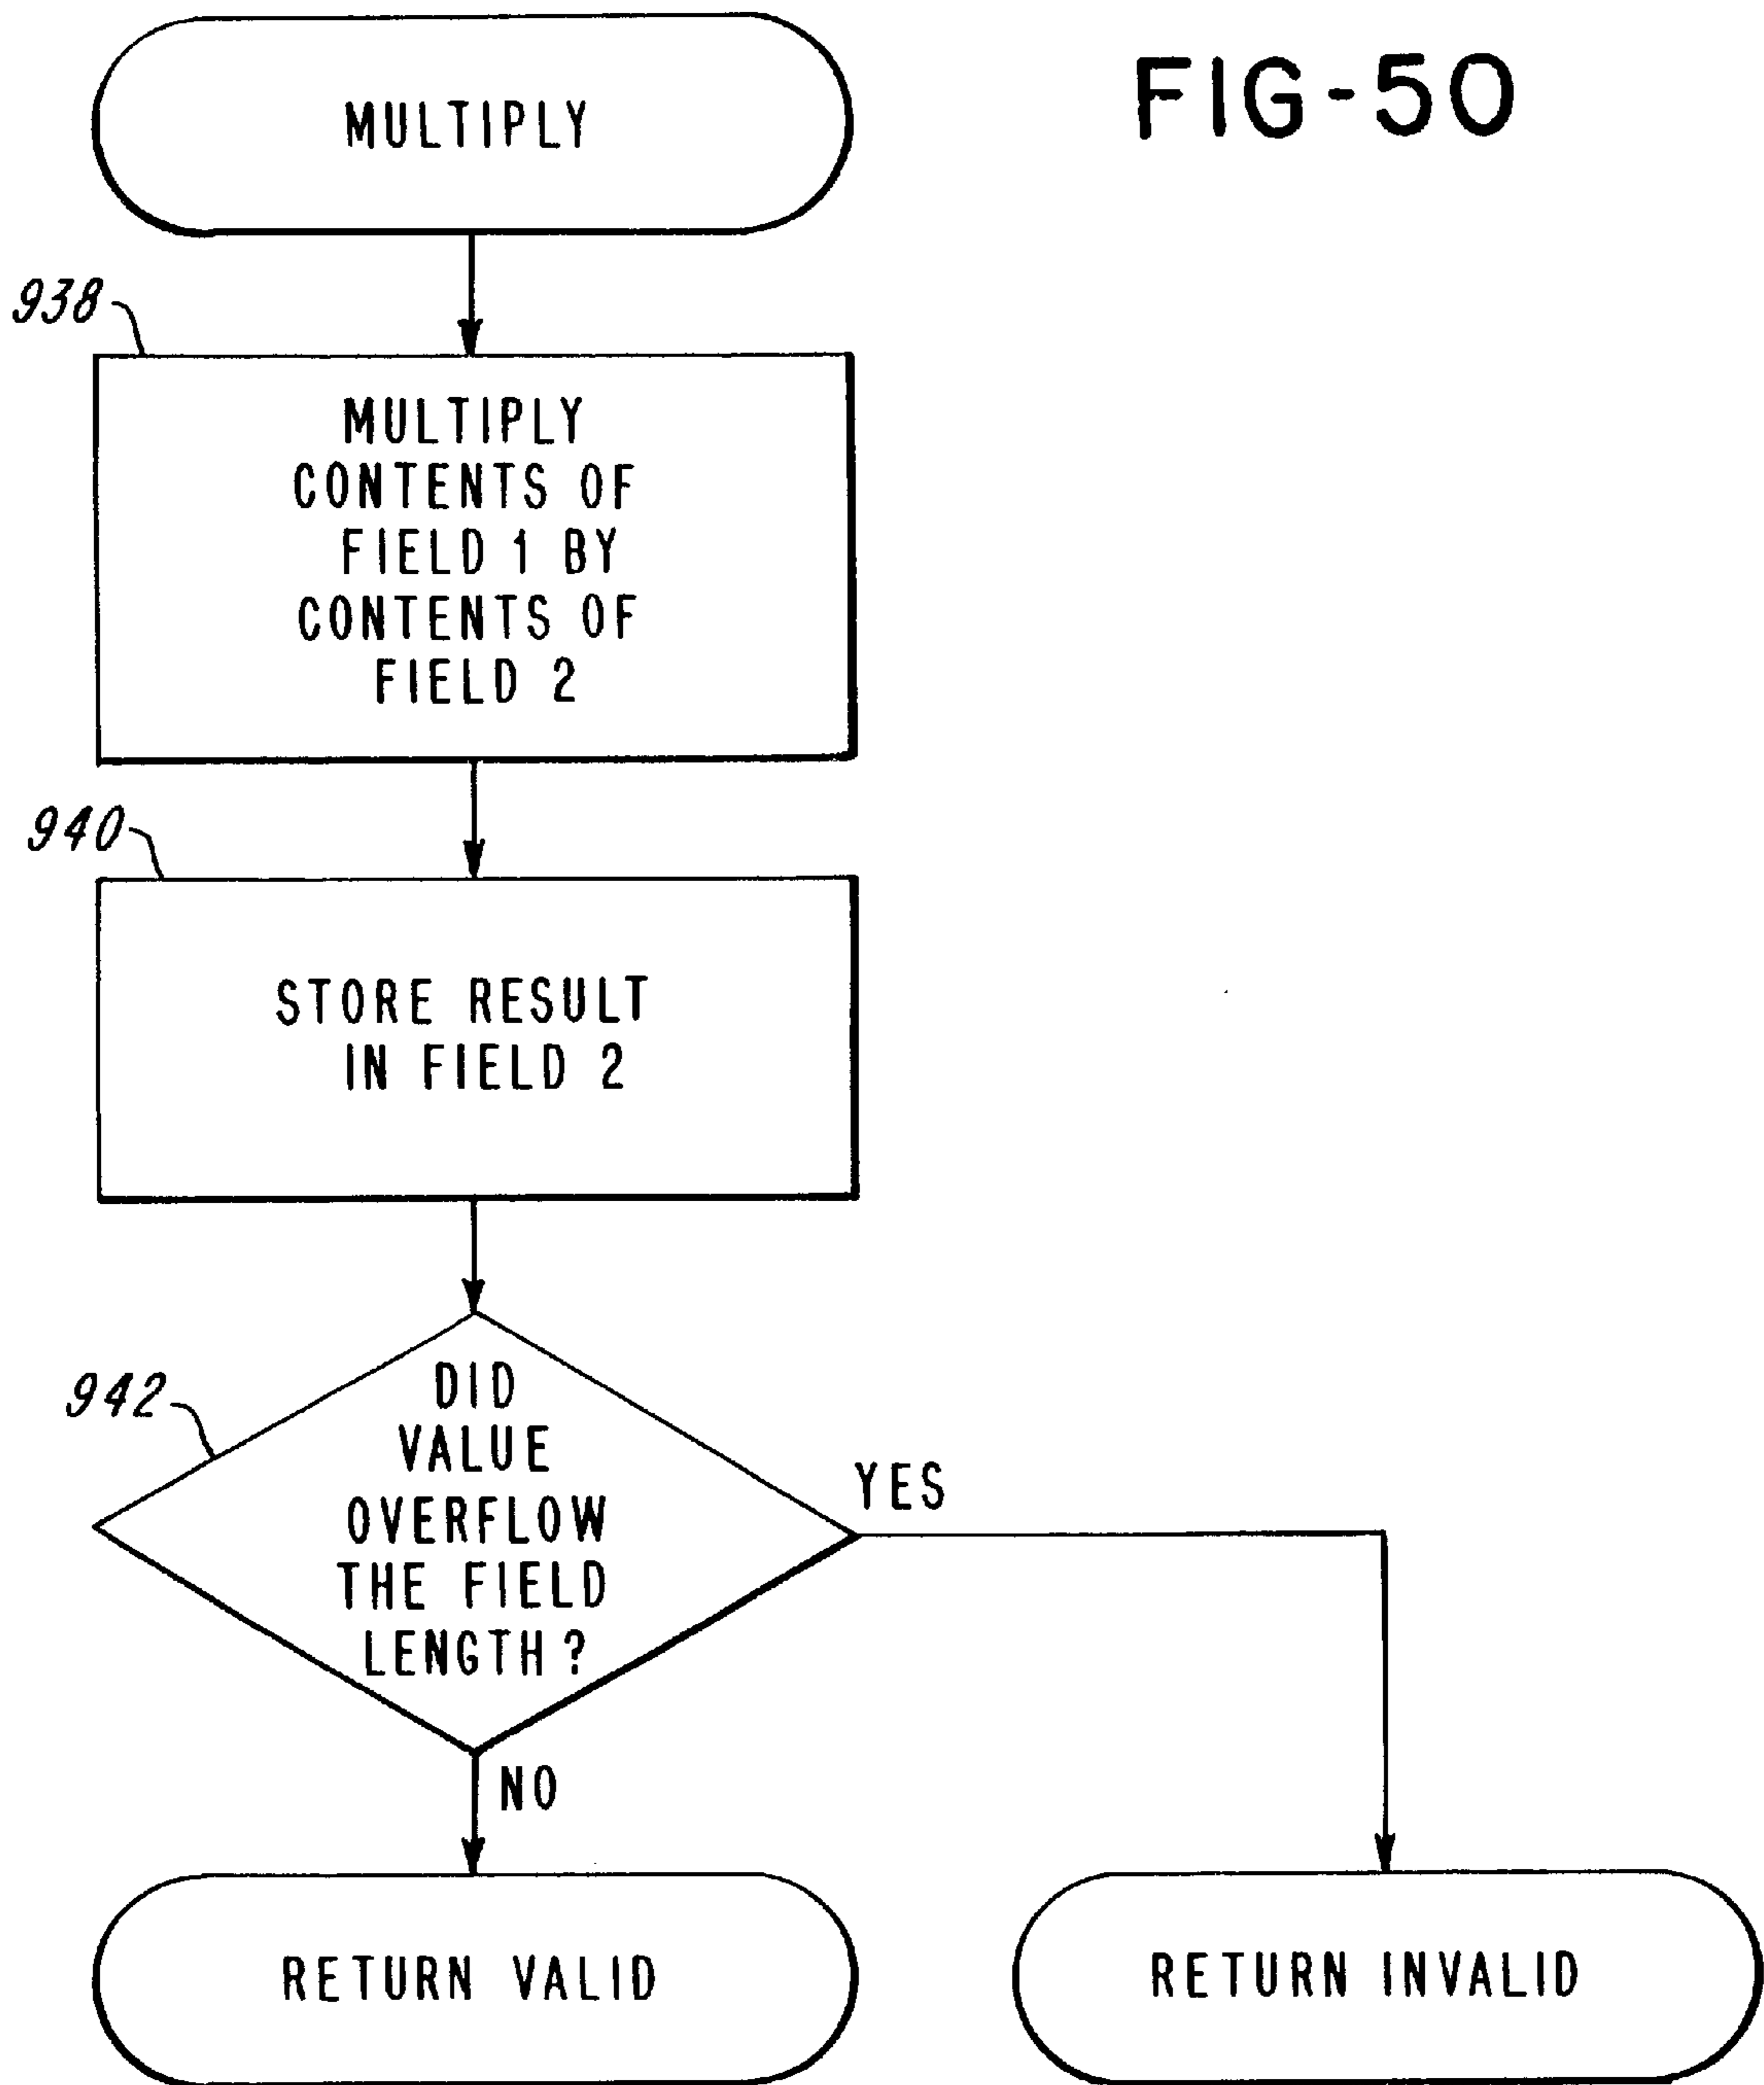 MULTIPLY
FIG-50
938
MULTIPLY
CONTENTS OF
FIELD 1 BY
CONTENTS OF
FIELD 2
940
STORE RESULT
IN FIELD 2
942
DID
VALUE
OVERFLOW
THE FIELD
LENGTH?
YES
NO
RETURN VALID
RETURN INVALID